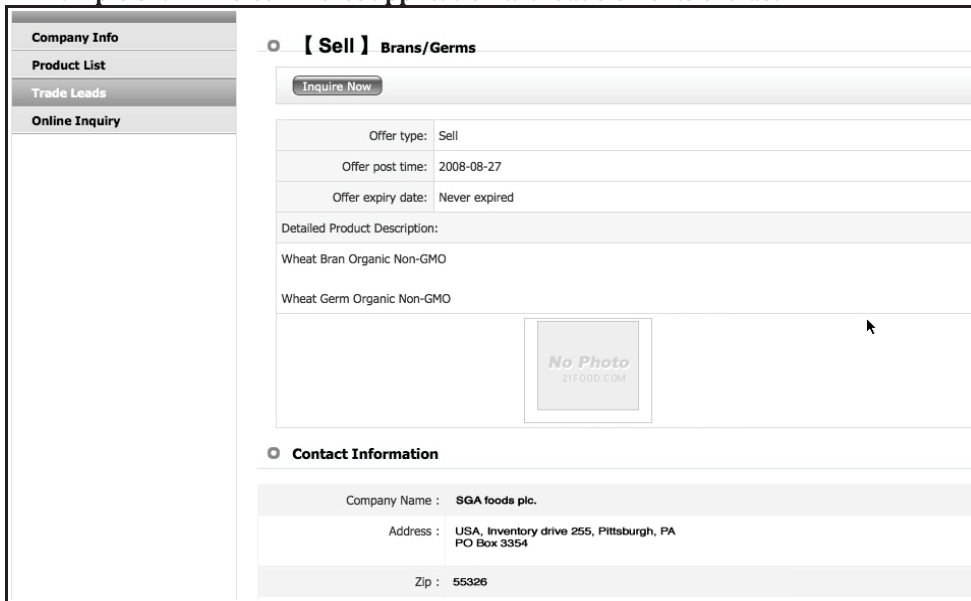 Company Info
Product List
Trade Leads
Online Inquiry
【 Sell 】 Brans/Germs
Inquire Now
Offer type: Sell
Offer post time: 2008-08-27
Offer expiry date: Never expired
Detailed Product Description:
Wheat Bran Organic Non-GMO
Wheat Germ Organic Non-GMO
No Photo
21FOOD.COM
Contact Information
Company Name : SGA foods plc.
Address : USA, Inventory drive 255, Pittsburgh, PA
PO Box 3354
Zip : 55326